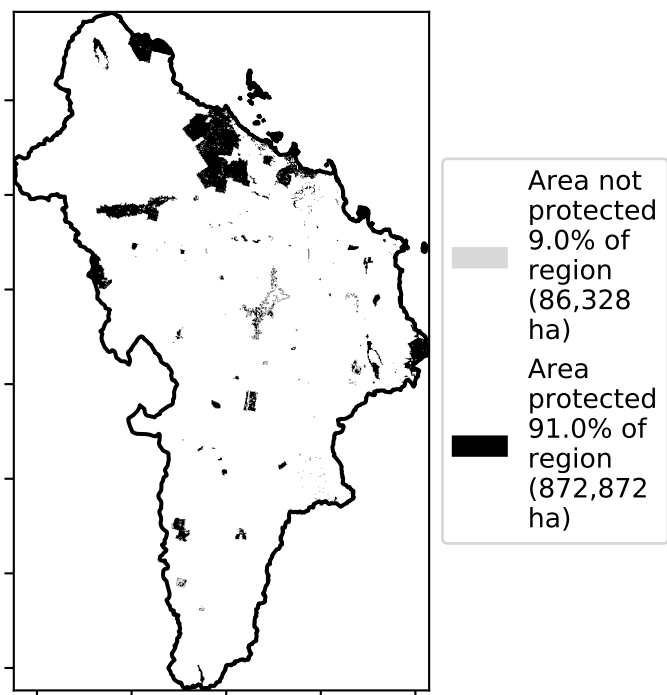 Area not
protected
9.0% of
region
(86,328
ha)
Area
protected
91.0% of
region
(872,872
ha)